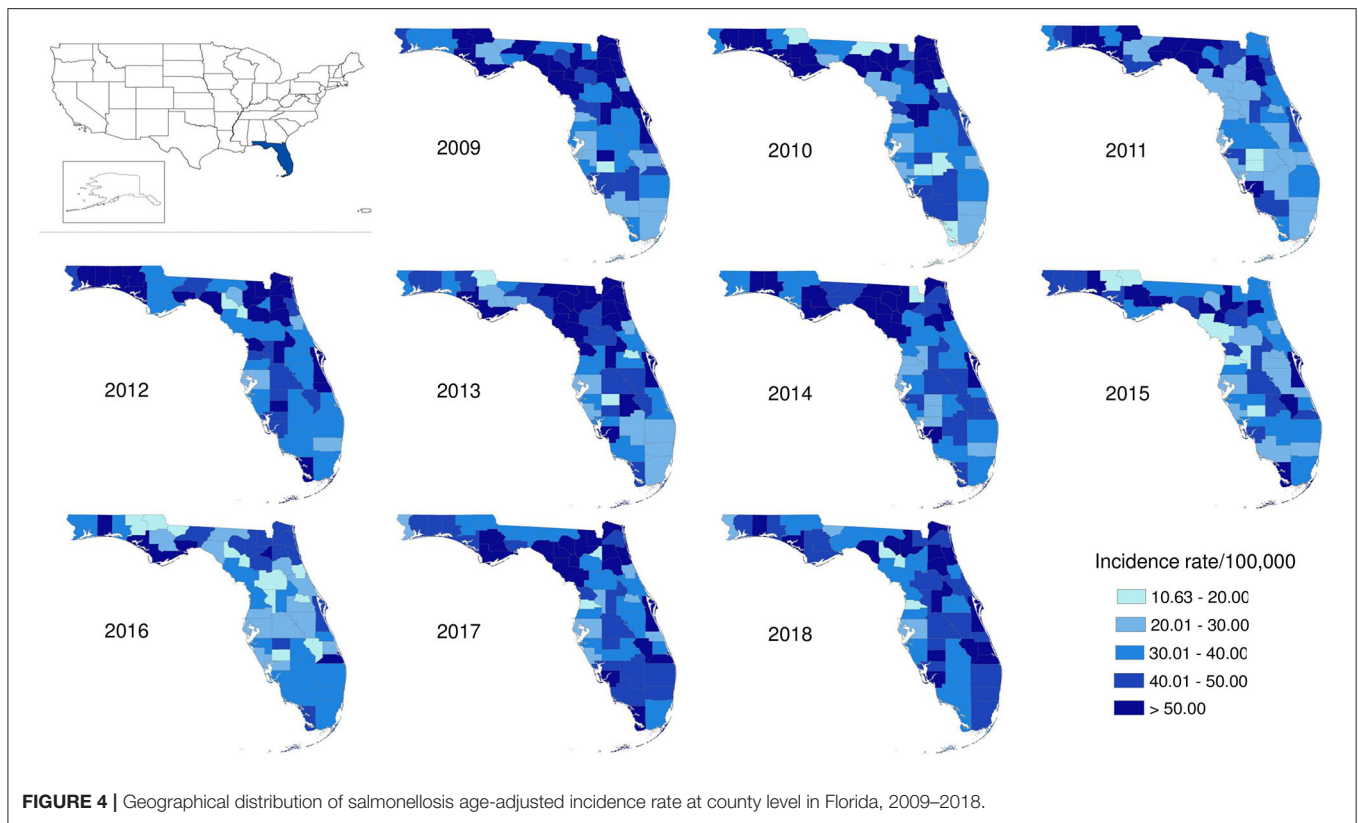 2009
2010
2011
2012
2013
2014
2015
2016
2017
2018
Incidence rate/100,000
10.63 - 20.00
20.01 - 30.00
30.01 - 40.00
40.01 - 50.00
> 50.00
FIGURE 4 | Geographical distribution of salmonellosis age-adjusted incidence rate at county level in Florida, 2009–2018.